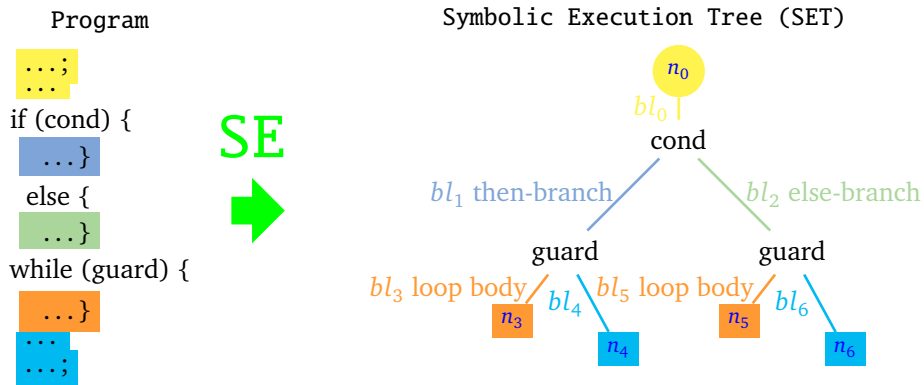 Program
...;
...
if (cond) {
...}
else {
...}
while (guard) {
...}
...
...;
SE
Symbolic Execution Tree (SET)
n₀
bl₀
cond
bl₁ then-branch
bl₂ else-branch
guard
guard
bl₃ loop body
bl₄
bl₅ loop body
bl₆
n₃
n₄
n₅
n₆